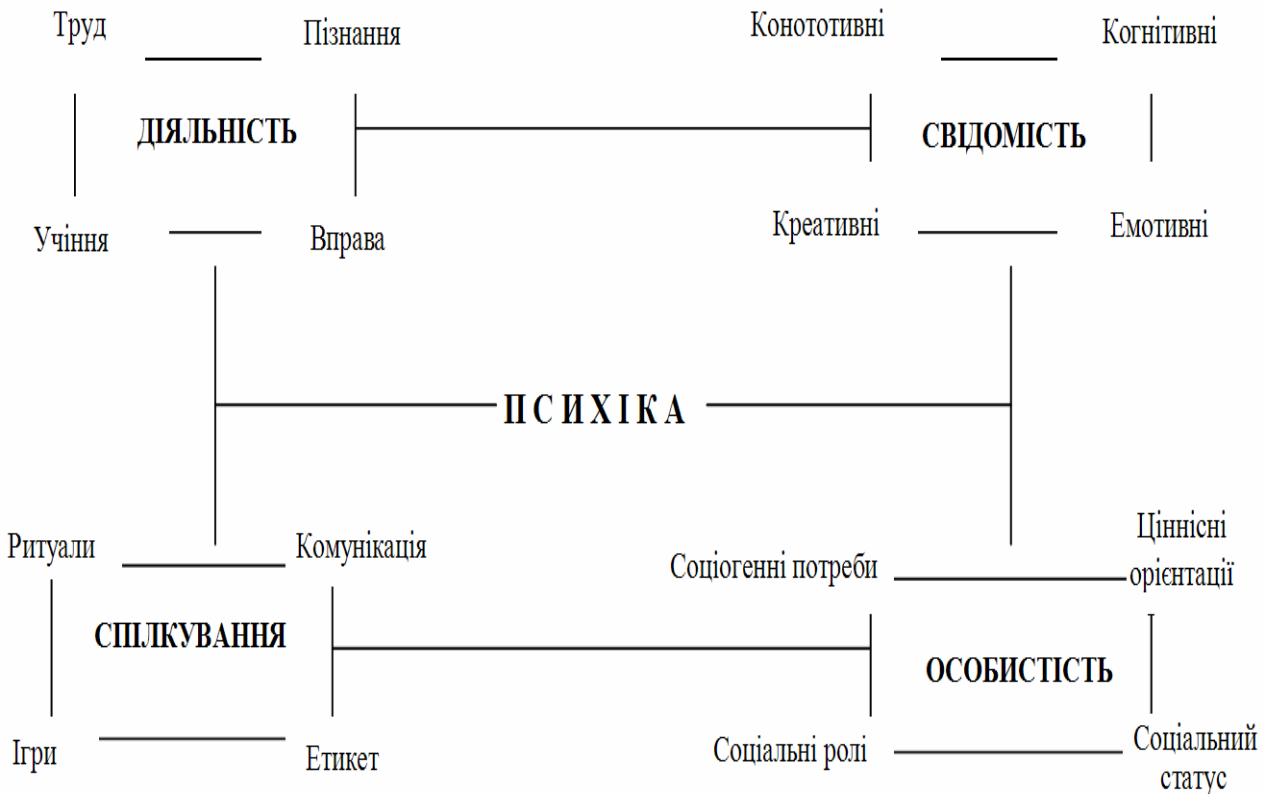 Труд Пізнання Конототивні Когнітивні
ДІЯЛЬНІСТЬ СВІДОМІСТЬ
Учіння Вправа Креативні Емотивні
ПСИХІКА
Ритуали Комунікація Соціогенні потреби Ціннісні
орієнтації
СПІЛКУВАННЯ ОСОБИСТІСТЬ
Ігри Етикет Соціальні ролі Соціальний
статус